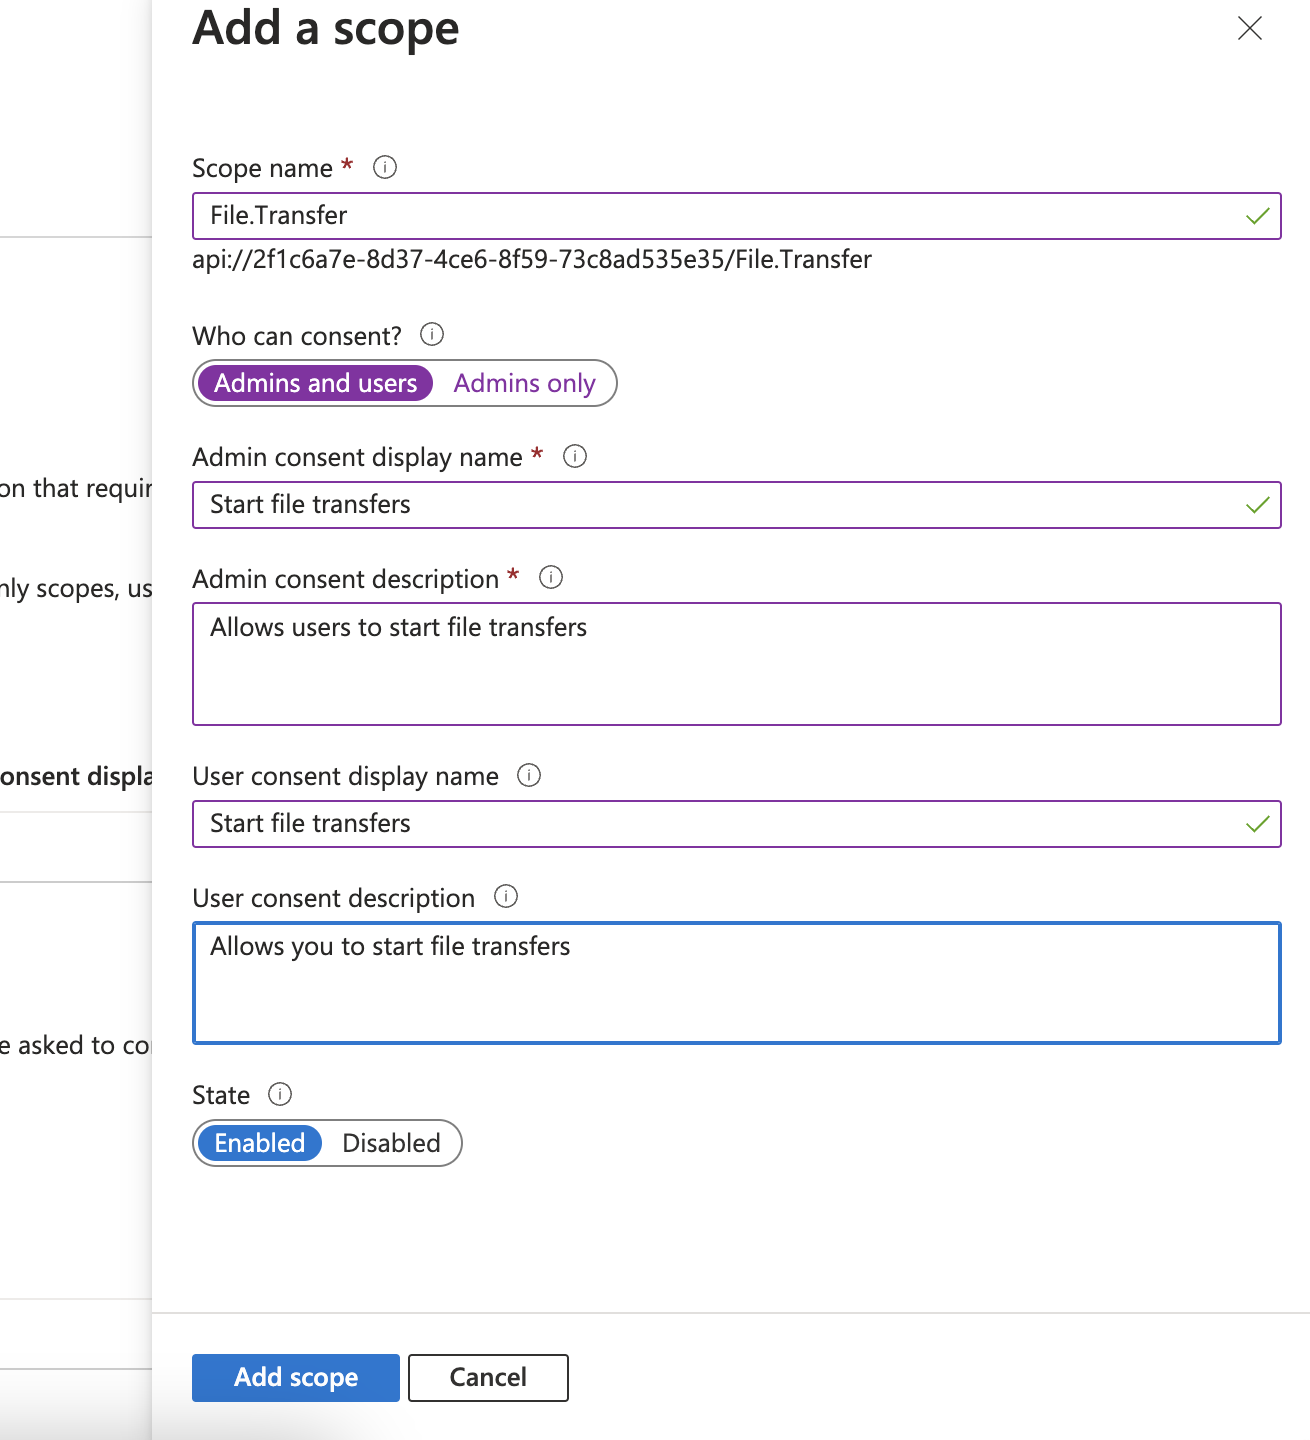 Add a scope
Scope name *
File.Transfer
api://2f1c6a7e-8d37-4ce6-8f59-73c8ad535e35/File.Transfer
Who can consent?
Admins and users Admins only
Admin consent display name *
Start file transfers
on that requir
Admin consent description *
nly scopes, us
Allows users to start file transfers
onsent displa
User consent display name
Start file transfers
User consent description
Allows you to start file transfers
e asked to co
State
Enabled Disabled
Add scope Cancel